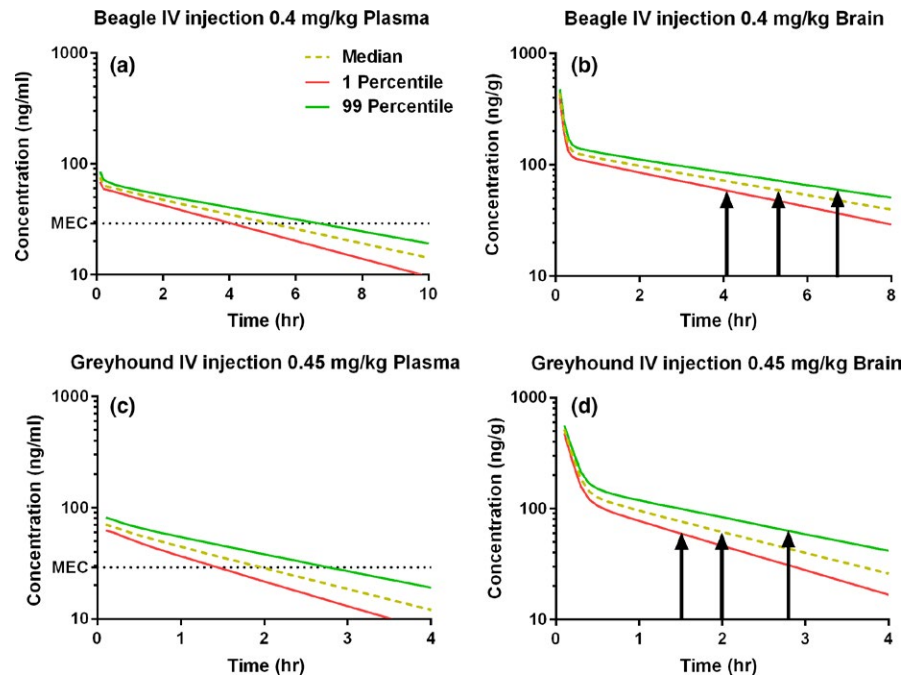 Beagle IV injection 0.4 mg/kg Plasma
Concentration (ng/ml)
1000
100
MEC
10
(a)
Median
1 Percentile
99 Percentile
0 2 4 6 8 10
Time (hr)
Beagle IV injection 0.4 mg/kg Brain
Concentration (ng/g)
1000
100
10
(b)
0 2 4 6 8
Time (hr)
Greyhound IV injection 0.45 mg/kg Plasma
Concentration (ng/ml)
1000
100
MEC
10
(c)
0 1 2 3 4
Time (hr)
Greyhound IV injection 0.45 mg/kg Brain
Concentration (ng/g)
1000
100
10
(d)
0 1 2 3 4
Time (hr)